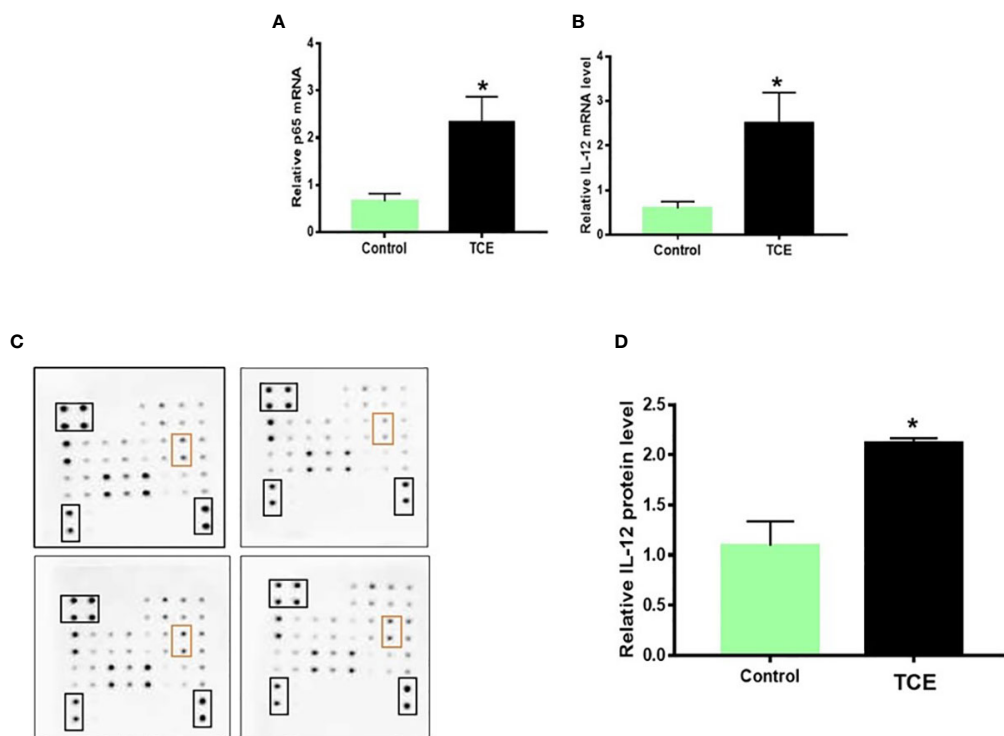 A
B
Relative p65 mRNA
4
3
2
1
0
*
Control
TCE
Relative IL-12 mRNA level
4
3
2
1
0
*
Control
TCE
C
D
Relative IL-12 protein level
2.5
2.0
1.5
1.0
0.5
0.0
*
Control
TCE